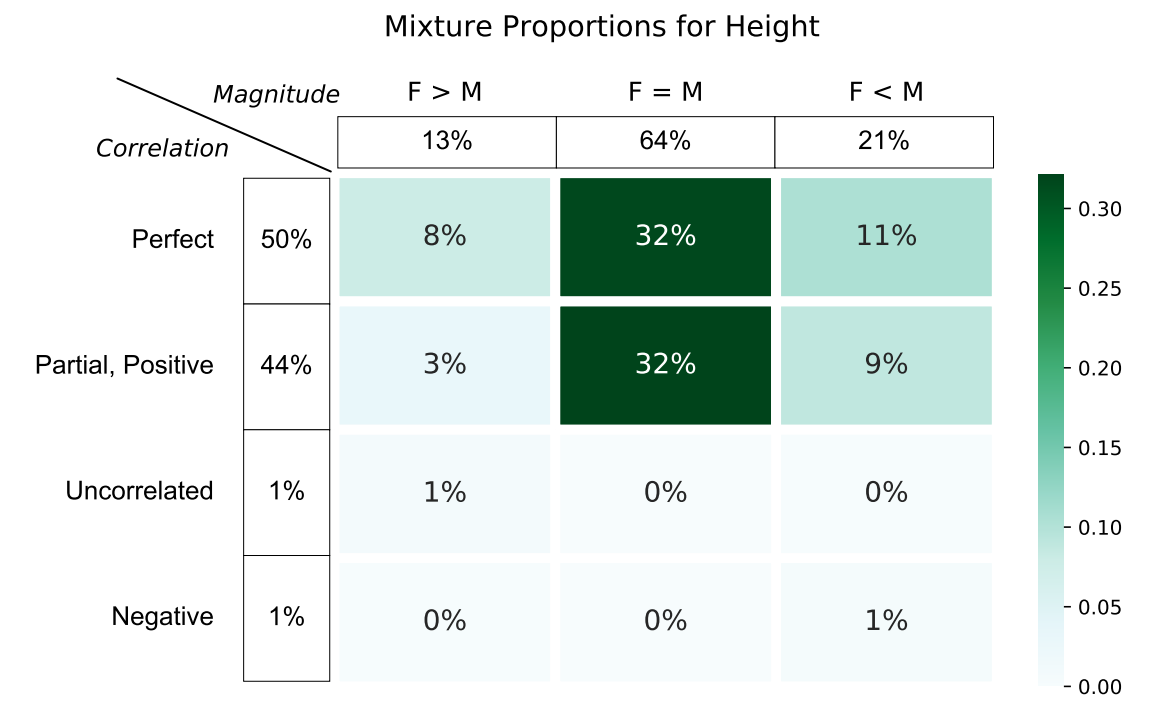 Mixture Proportions for Height
Magnitude F > M F = M F < M
Correlation 13% 64% 21%
Perfect 50% 8% 32% 11%
Partial, Positive 44% 3% 32% 9%
Uncorrelated 1% 1% 0% 0%
Negative 1% 0% 0% 1%
0.30
0.25
0.20
0.15
0.10
0.05
0.00